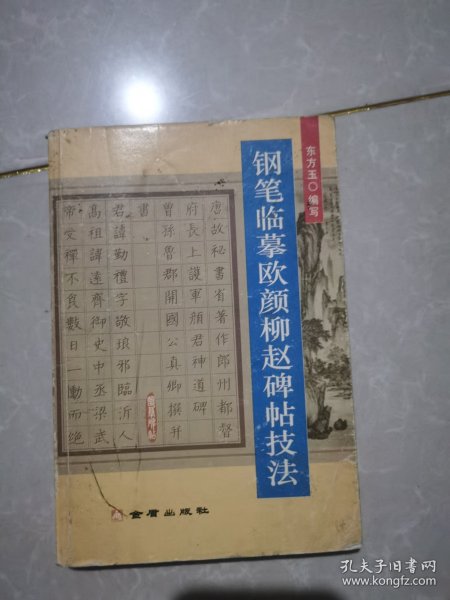 东方玉○编写
钢笔临摹欧颜柳赵碑帖技法
唐故秘书省著作郎州都督
府長上護軍顏君神道碑
曾孫魯郡開國公真卿撰并
書
君諱勤禮字敬琅邪臨沂人
高祖諱達齊御史中丞梁武
帝受禪不食數日一慟而絶
金盾出版社
孔夫子旧书网
www.kongfz.com